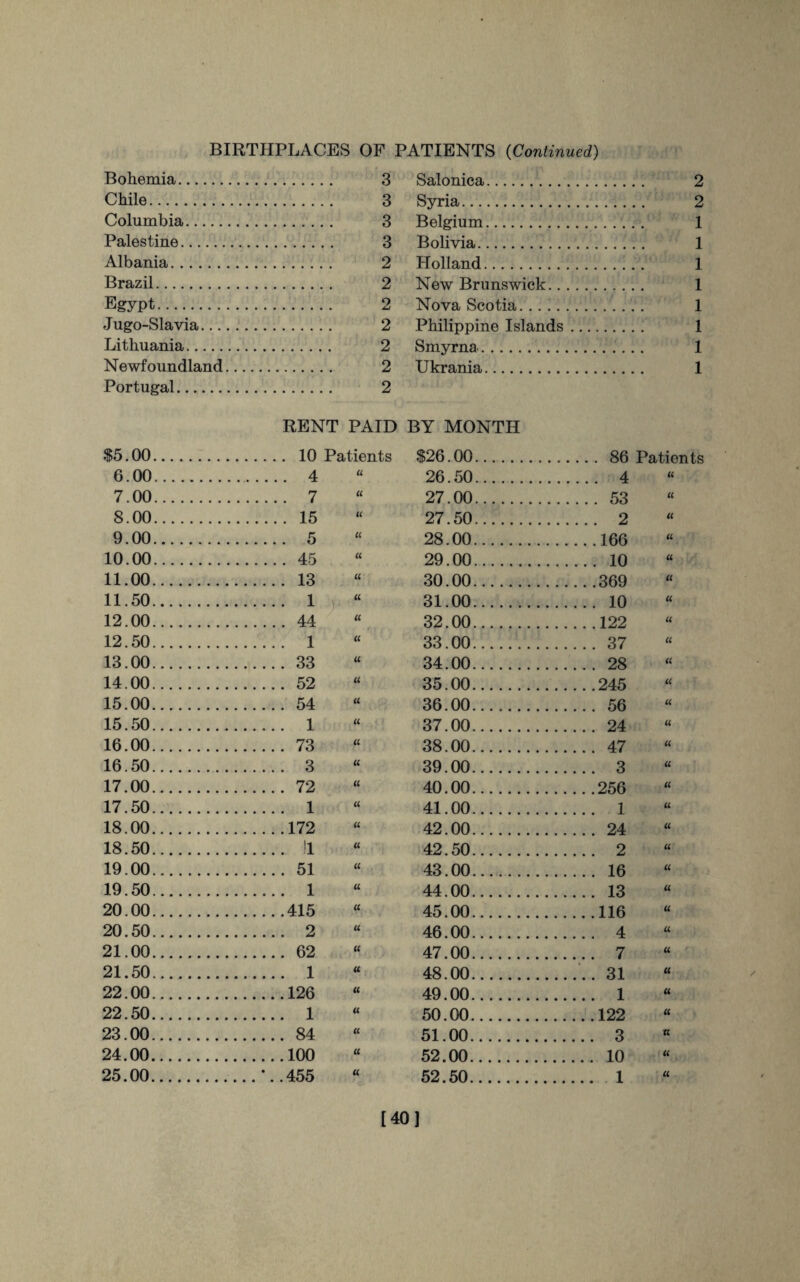 BIRTHPLACES OF PATIENTS (Continued)
Bohemia.................... 3
Chile.................... 3
Columbia.................... 3
Palestine.................... 3
Albania.................... 2
Brazil.................... 2
Egypt.................... 2
Jugo-Slavia.................... 2
Lithuania.................... 2
Newfoundland.................... 2
Portugal.................... 2
Salonica.................... 2
Syria.................... 2
Belgium.................... 1
Bolivia.................... 1
Holland.................... 1
New Brunswick.................... 1
Nova Scotia.................... 1
Philippine Islands.................... 1
Smyrna.................... 1
Ukrania.................... 1
RENT PAID BY MONTH
$5.00................ 10 Patients
6.00................ 4 "
7.00................ 7 "
8.00................ 15 "
9.00................ 5 "
10.00................ 45 "
11.00................ 13 "
11.50................ 1 "
12.00................ 44 "
12.50................ 1 "
13.00................ 33 "
14.00................ 52 "
15.00................ 54 "
15.50................ 1 "
16.00................ 73 "
16.50................ 3 "
17.00................ 72 "
17.50................ 1 "
18.00................172 "
18.50................ 1 "
19.00................ 51 "
19.50................ 1 "
20.00................415 "
20.50................ 2 "
21.00................ 62 "
21.50................ 1 "
22.00................126 "
22.50................ 1 "
23.00................ 84 "
24.00................100 "
25.00................455 "
$26.00................ 86 Patients
26.50................ 4 "
27.00................ 53 "
27.50................ 2 "
28.00................166 "
29.00................ 10 "
30.00................369 "
31.00................ 10 "
32.00................122 "
33.00................ 37 "
34.00................ 28 "
35.00................245 "
36.00................ 56 "
37.00................ 24 "
38.00................ 47 "
39.00................ 3 "
40.00................256 "
41.00................ 1 "
42.00................ 24 "
42.50................ 2 "
43.00................ 16 "
44.00................ 13 "
45.00................116 "
46.00................ 4 "
47.00................ 7 "
48.00................ 31 "
49.00................ 1 "
50.00................122 "
51.00................ 3 "
52.00................ 10 "
52.50................ 1 "
[40]